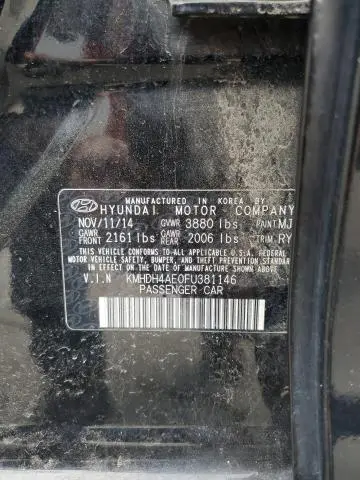 MANUFACTURED IN KOREA BY
HYUNDAI MOTOR COMPANY
NOV/11/14 GVWR 3880 lbs PAINT MJ
GAWR FRONT 2161 lbs GAWR REAR 2006 lbs TRIM RY
THIS VEHICLE CONFORMS TO ALL APPLICABLE U.S.A. FEDERAL
MOTOR VEHICLE SAFETY, BUMPER, AND THEFT PREVENTION
STANDARDS IN EFFECT ON THE DATE OF MANUFACTURE SHOWN ABOVE.
V.I.N KMHDH4AE0FU381146
PASSENGER CAR